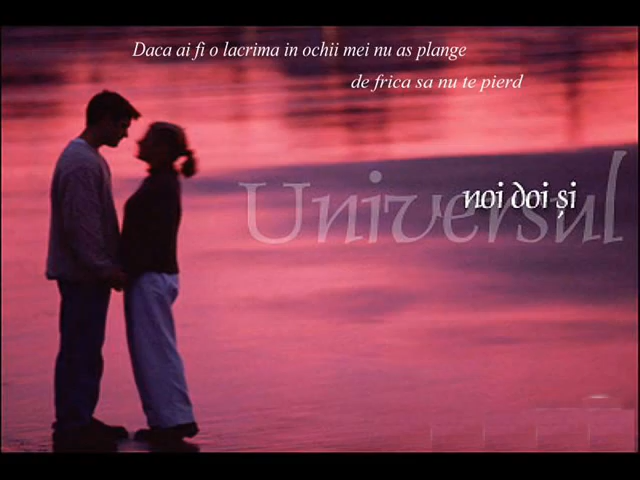 Daca ai fi o lacrima in ochii mei nu as plange
de frica sa nu te pierd
noi doi şi
Universul